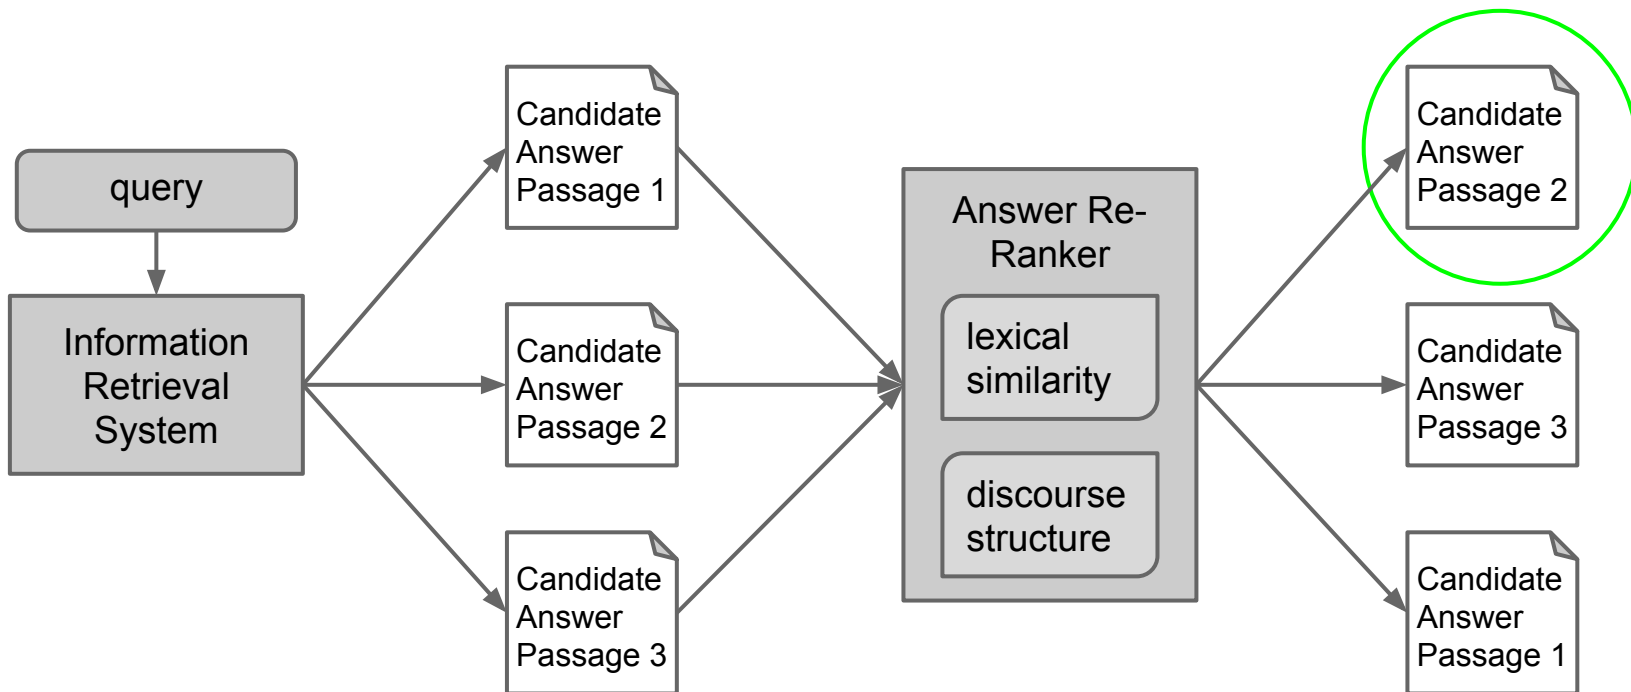 query
Information
Retrieval
System
Candidate
Answer
Passage 1
Candidate
Answer
Passage 2
Candidate
Answer
Passage 3
Answer Re-
Ranker
lexical
similarity
discourse
structure
Candidate
Answer
Passage 2
Candidate
Answer
Passage 3
Candidate
Answer
Passage 1